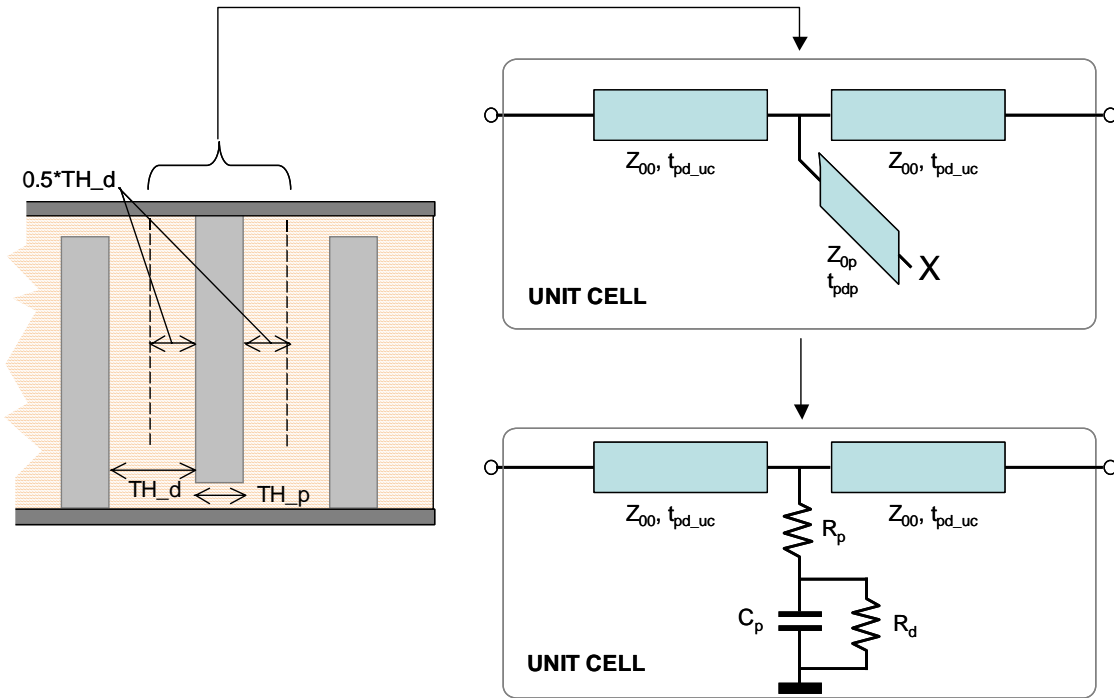 0.5*TH_d
TH_d
TH_p
Z00, tpd_uc
Z00, tpd_uc
Z0p
tpdp
X
UNIT CELL
Z00, tpd_uc
Z00, tpd_uc
Rp
Cp
Rd
UNIT CELL